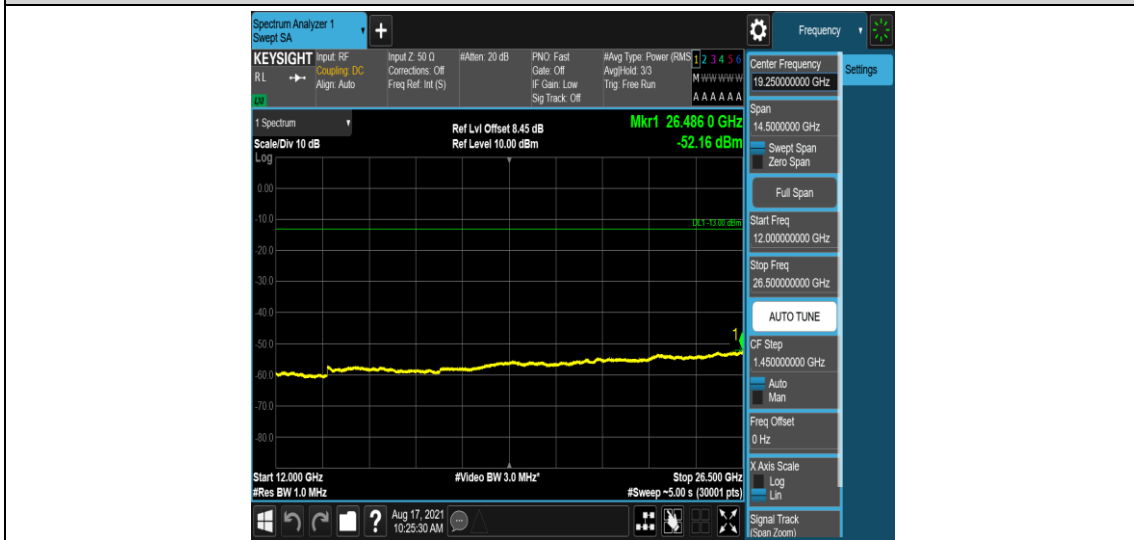 Spectrum Analyzer 1
Swept SA
+
Frequency
KEYSIGHT
RL
LXI
Input: RF
Coupling: DC
Align: Auto
Input Z: 50 Ω
Corrections: Off
Freq Ref: Int (S)
#Atten: 20 dB
PNO: Fast
Gate: Off
IF Gain: Low
Sig Track: Off
#Avg Type: Power (RMS
Avg|Hold: 3/3
Trig: Free Run
1 2 3 4 5 6
M W W W W W
A A A A A A
1 Spectrum
Scale/Div 10 dB
Log
Ref Lvl Offset 8.45 dB
Ref Level 10.00 dBm
Mkr1 26.486 0 GHz
-52.16 dBm
0.00
-10.0
DL1 -13.00 dBm
-20.0
-30.0
-40.0
1
-50.0
-60.0
-70.0
-80.0
Start 12.000 GHz
#Res BW 1.0 MHz
#Video BW 3.0 MHz*
Stop 26.500 GHz
#Sweep ~5.00 s (30001 pts)
?
Aug 17, 2021
10:25:30 AM
Center Frequency
19.250000000 GHz
Settings
Span
14.5000000 GHz
Swept Span
Zero Span
Full Span
Start Freq
12.000000000 GHz
Stop Freq
26.500000000 GHz
AUTO TUNE
CF Step
1.450000000 GHz
Auto
Man
Freq Offset
0 Hz
X Axis Scale
Log
Lin
Signal Track
(Span Zoom)